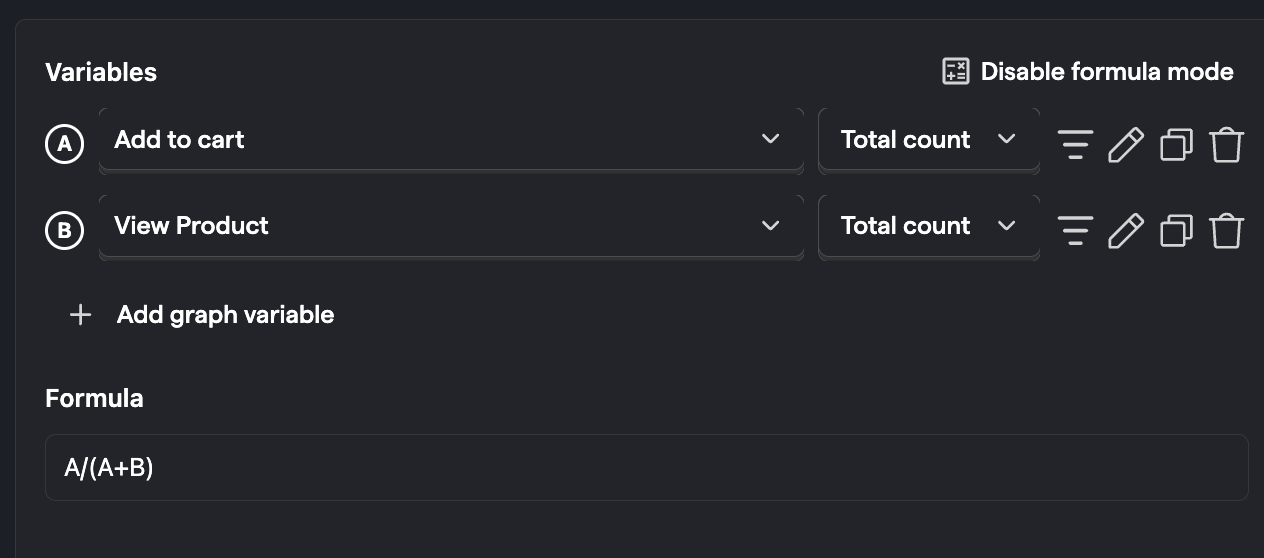 Variables
Disable formula mode
A Add to cart Total count
B View Product Total count
+ Add graph variable
Formula
A/(A+B)